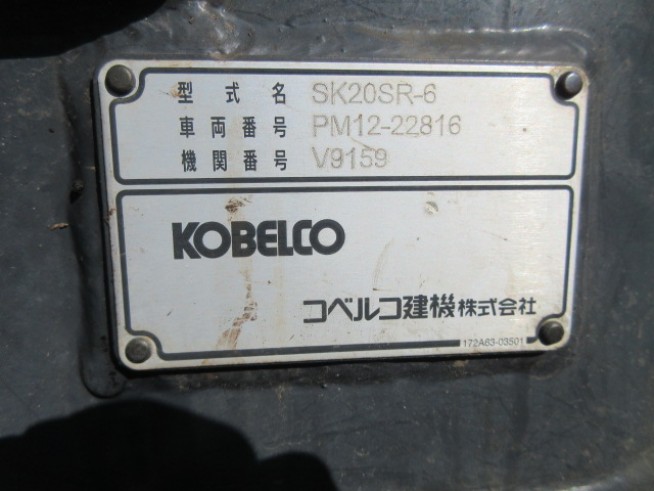 型式名 SK20SR-6
車両番号 PM12-22816
機関番号 V9159
KOBELCO
コベルコ建機株式会社
172A63-03501